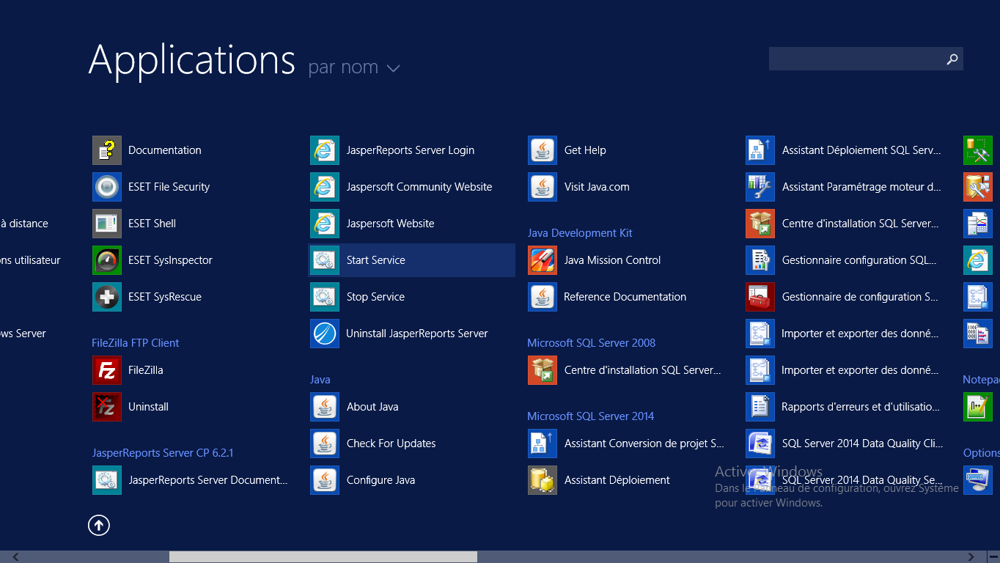 Applications par nom
à distance
ns utilisateur
ws Server
Documentation
ESET File Security
ESET Shell
ESET SysInspector
ESET SysRescue
FileZilla FTP Client
FileZilla
Uninstall
JasperReports Server CP 6.2.1
JasperReports Server Document...
JasperReports Server Login
Jaspersoft Community Website
Jaspersoft Website
Start Service
Stop Service
Uninstall JasperReports Server
Java
About Java
Check For Updates
Configure Java
Get Help
Visit Java.com
Java Development Kit
Java Mission Control
Reference Documentation
Microsoft SQL Server 2008
Centre d'installation SQL Server...
Microsoft SQL Server 2014
Assistant Conversion de projet S...
Assistant Déploiement
Assistant Déploiement SQL Serv...
Assistant Paramétrage moteur d...
Centre d'installation SQL Server...
Gestionnaire configuration SQL...
Gestionnaire de configuration S...
Importer et exporter des donné...
Importer et exporter des donné...
Rapports d'erreurs et d'utilisatio...
SQL Server 2014 Data Quality Cli...
SQL Server 2014 Data Quality Se...
Notepa
Options
Activer Windows
Dans le Panneau de configuration, ouvrez Système
pour activer Windows.